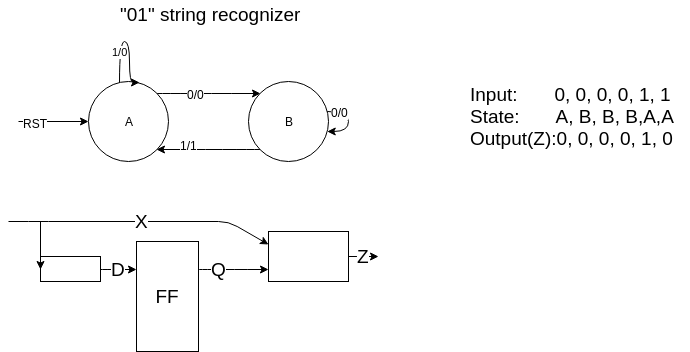 "01" string recognizer
1/0
RST
A
0/0
B
0/0
1/1
Input: 0, 0, 0, 0, 1, 1
State: A, B, B, B,A,A
Output(Z):0, 0, 0, 0, 1, 0
X
D
FF
Q
Z